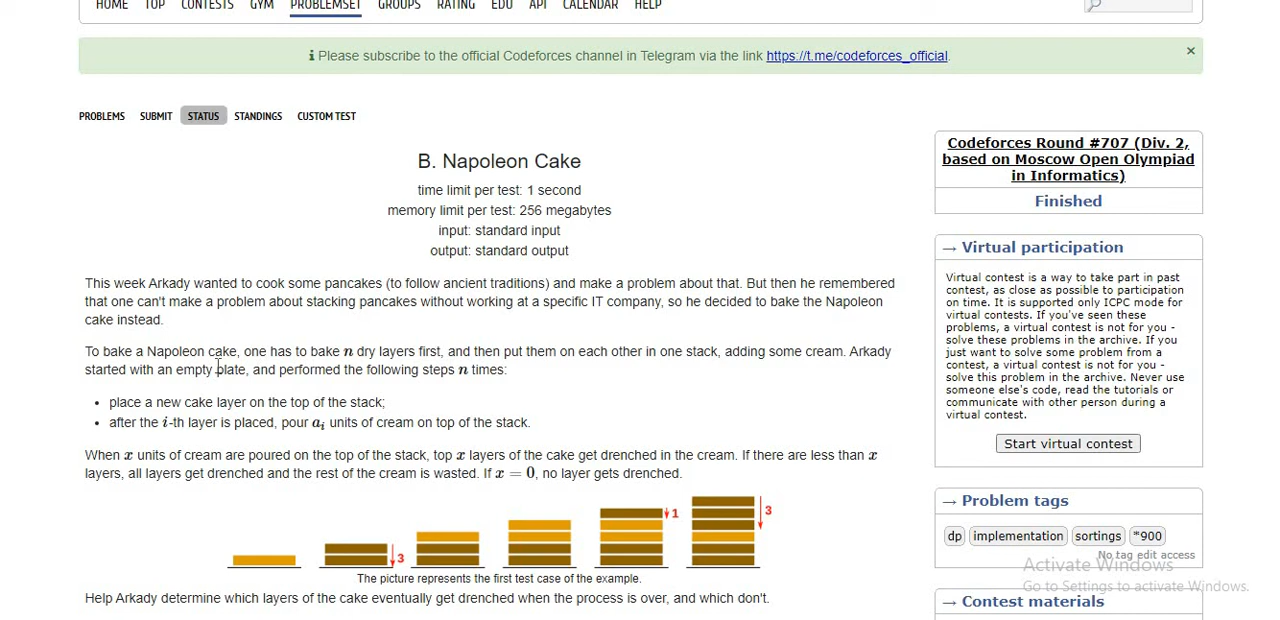 HOME TOP CONTESTS GYM PROBLEMSET GROUPS RATING EDU API CALENDAR HELP
Please subscribe to the official Codeforces channel in Telegram via the link https://t.me/codeforces_official.
PROBLEMS SUBMIT STATUS STANDINGS CUSTOM TEST
B. Napoleon Cake
time limit per test: 1 second
memory limit per test: 256 megabytes
input: standard input
output: standard output
This week Arkady wanted to cook some pancakes (to follow ancient traditions) and make a problem about that. But then he remembered
that one can't make a problem about stacking pancakes without working at a specific IT company, so he decided to bake the Napoleon
cake instead.
To bake a Napoleon cake, one has to bake n dry layers first, and then put them on each other in one stack, adding some cream. Arkady
started with an empty plate, and performed the following steps n times:
• place a new cake layer on the top of the stack;
• after the i-th layer is placed, pour aᵢ units of cream on top of the stack.
When x units of cream are poured on the top of the stack, top x layers of the cake get drenched in the cream. If there are less than x
layers, all layers get drenched and the rest of the cream is wasted. If x = 0, no layer gets drenched.
3
1
3
The picture represents the first test case of the example.
Help Arkady determine which layers of the cake eventually get drenched when the process is over, and which don't.
Codeforces Round #707 (Div. 2,
based on Moscow Open Olympiad
in Informatics)
Finished
→ Virtual participation
Virtual contest is a way to take part in past
contest, as close as possible to participation
on time. It is supported only ICPC mode for
virtual contests. If you've seen these
problems, a virtual contest is not for you -
solve these problems in the archive. If you
just want to solve some problem from a
contest, a virtual contest is not for you -
solve this problem in the archive. Never use
someone else's code, read the tutorials or
communicate with other person during a
virtual contest.
Start virtual contest
→ Problem tags
dp implementation sortings *900
No tag edit access
Activate Windows
Go to Settings to activate Windows.
→ Contest materials